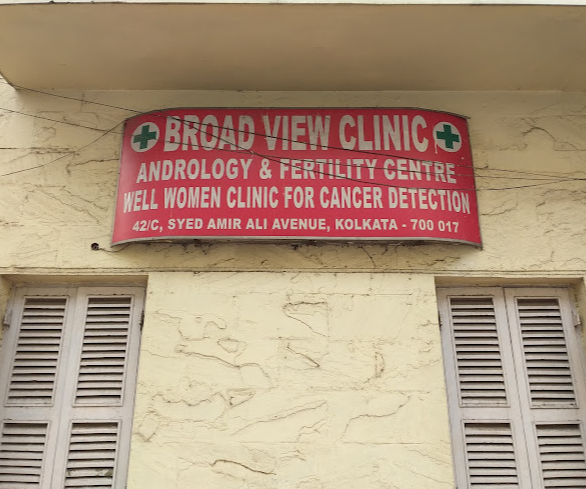 BROAD VIEW CLINIC
ANDROLOGY & FERTILITY CENTRE
WELL WOMEN CLINIC FOR CANCER DETECTION
42/C, SYED AMIR ALI AVENUE, KOLKATA - 700 017